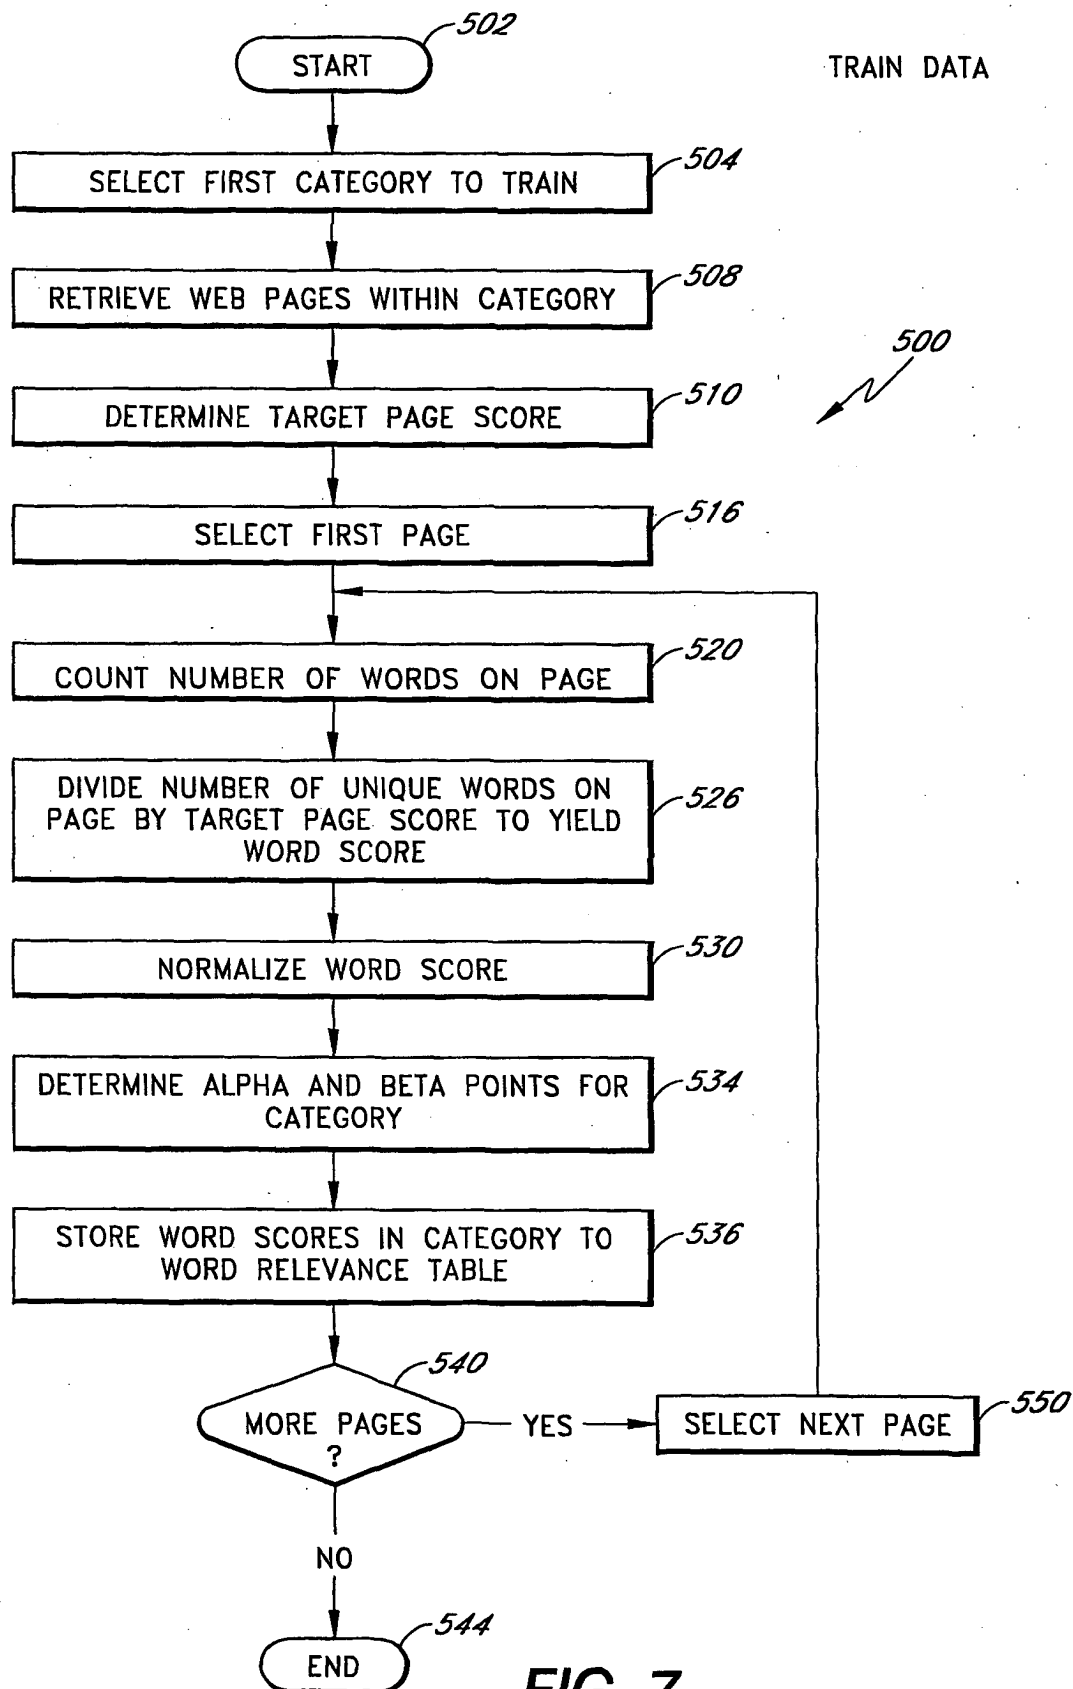 502
START
TRAIN DATA
504
SELECT FIRST CATEGORY TO TRAIN
508
RETRIEVE WEB PAGES WITHIN CATEGORY
500
510
DETERMINE TARGET PAGE SCORE
516
SELECT FIRST PAGE
520
COUNT NUMBER OF WORDS ON PAGE
526
DIVIDE NUMBER OF UNIQUE WORDS ON
PAGE BY TARGET PAGE SCORE TO YIELD
WORD SCORE
530
NORMALIZE WORD SCORE
534
DETERMINE ALPHA AND BETA POINTS FOR
CATEGORY
536
STORE WORD SCORES IN CATEGORY TO
WORD RELEVANCE TABLE
540
MORE PAGES
?
YES
SELECT NEXT PAGE
550
NO
544
END
FIG. 7